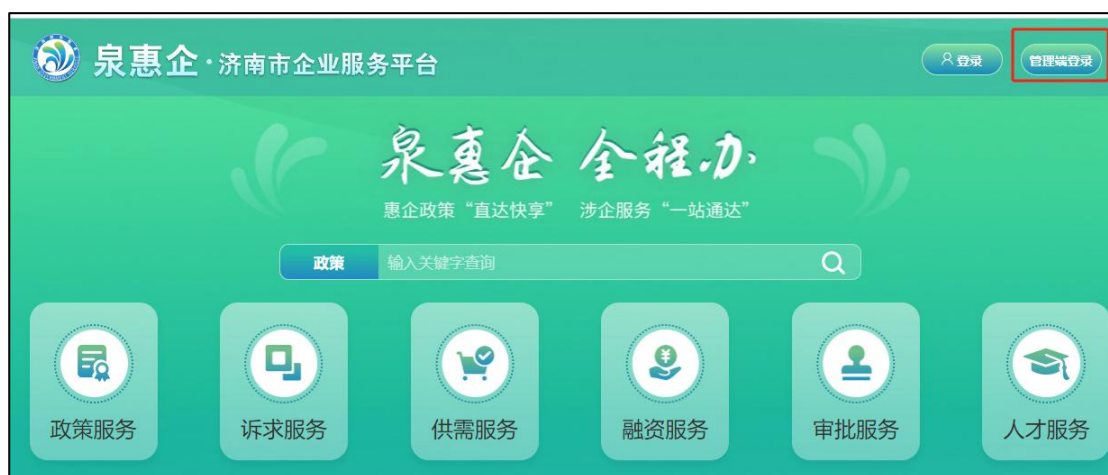 泉惠企·济南市企业服务平台
登录
管理端登录
泉惠企 全程办
惠企政策“直达快享” 涉企服务“一站通达”
政策 输入关键字查询
政策服务 诉求服务 供需服务 融资服务 审批服务 人才服务